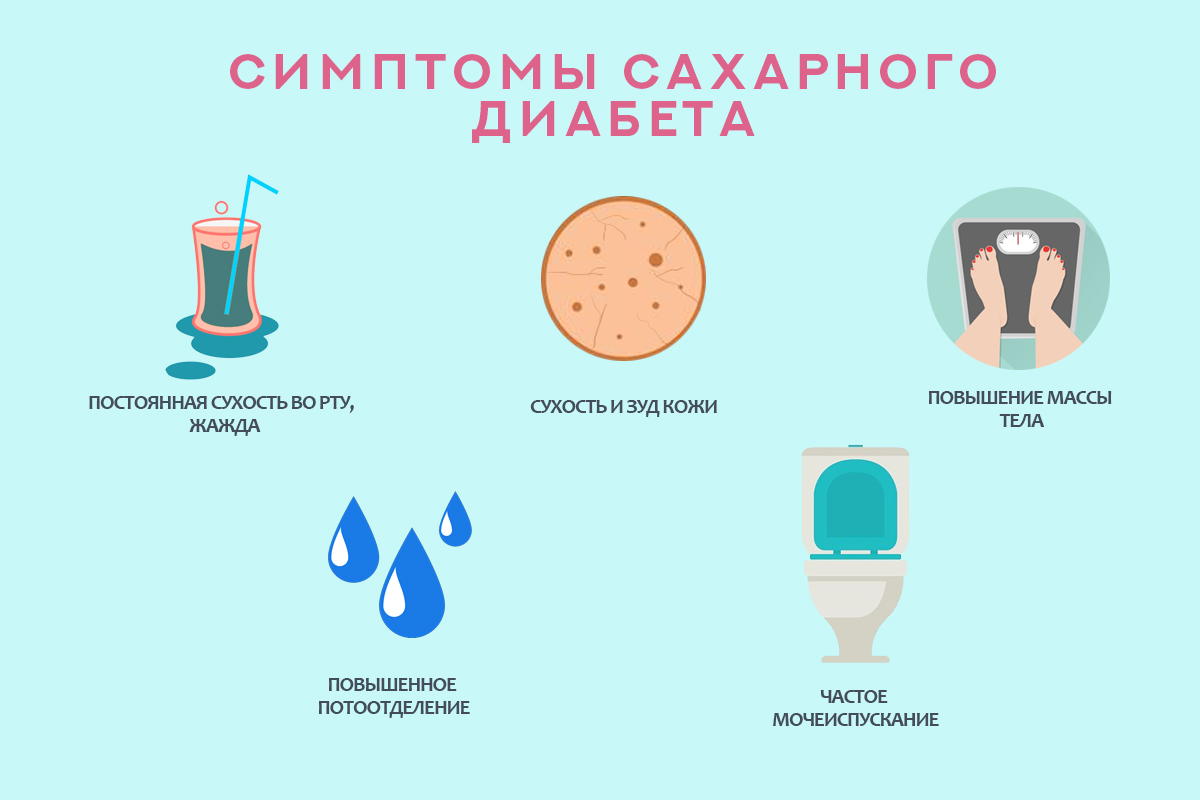 СИМПТОМЫ САХАРНОГО
ДИАБЕТА
ПОСТОЯННАЯ СУХОСТЬ ВО РТУ,
ЖАЖДА
СУХОСТЬ И ЗУД КОЖИ
ПОВЫШЕНИЕ МАССЫ
ТЕЛА
ПОВЫШЕННОЕ
ПОТООТДЕЛЕНИЕ
ЧАСТОЕ
МОЧЕИСПУСКАНИЕ